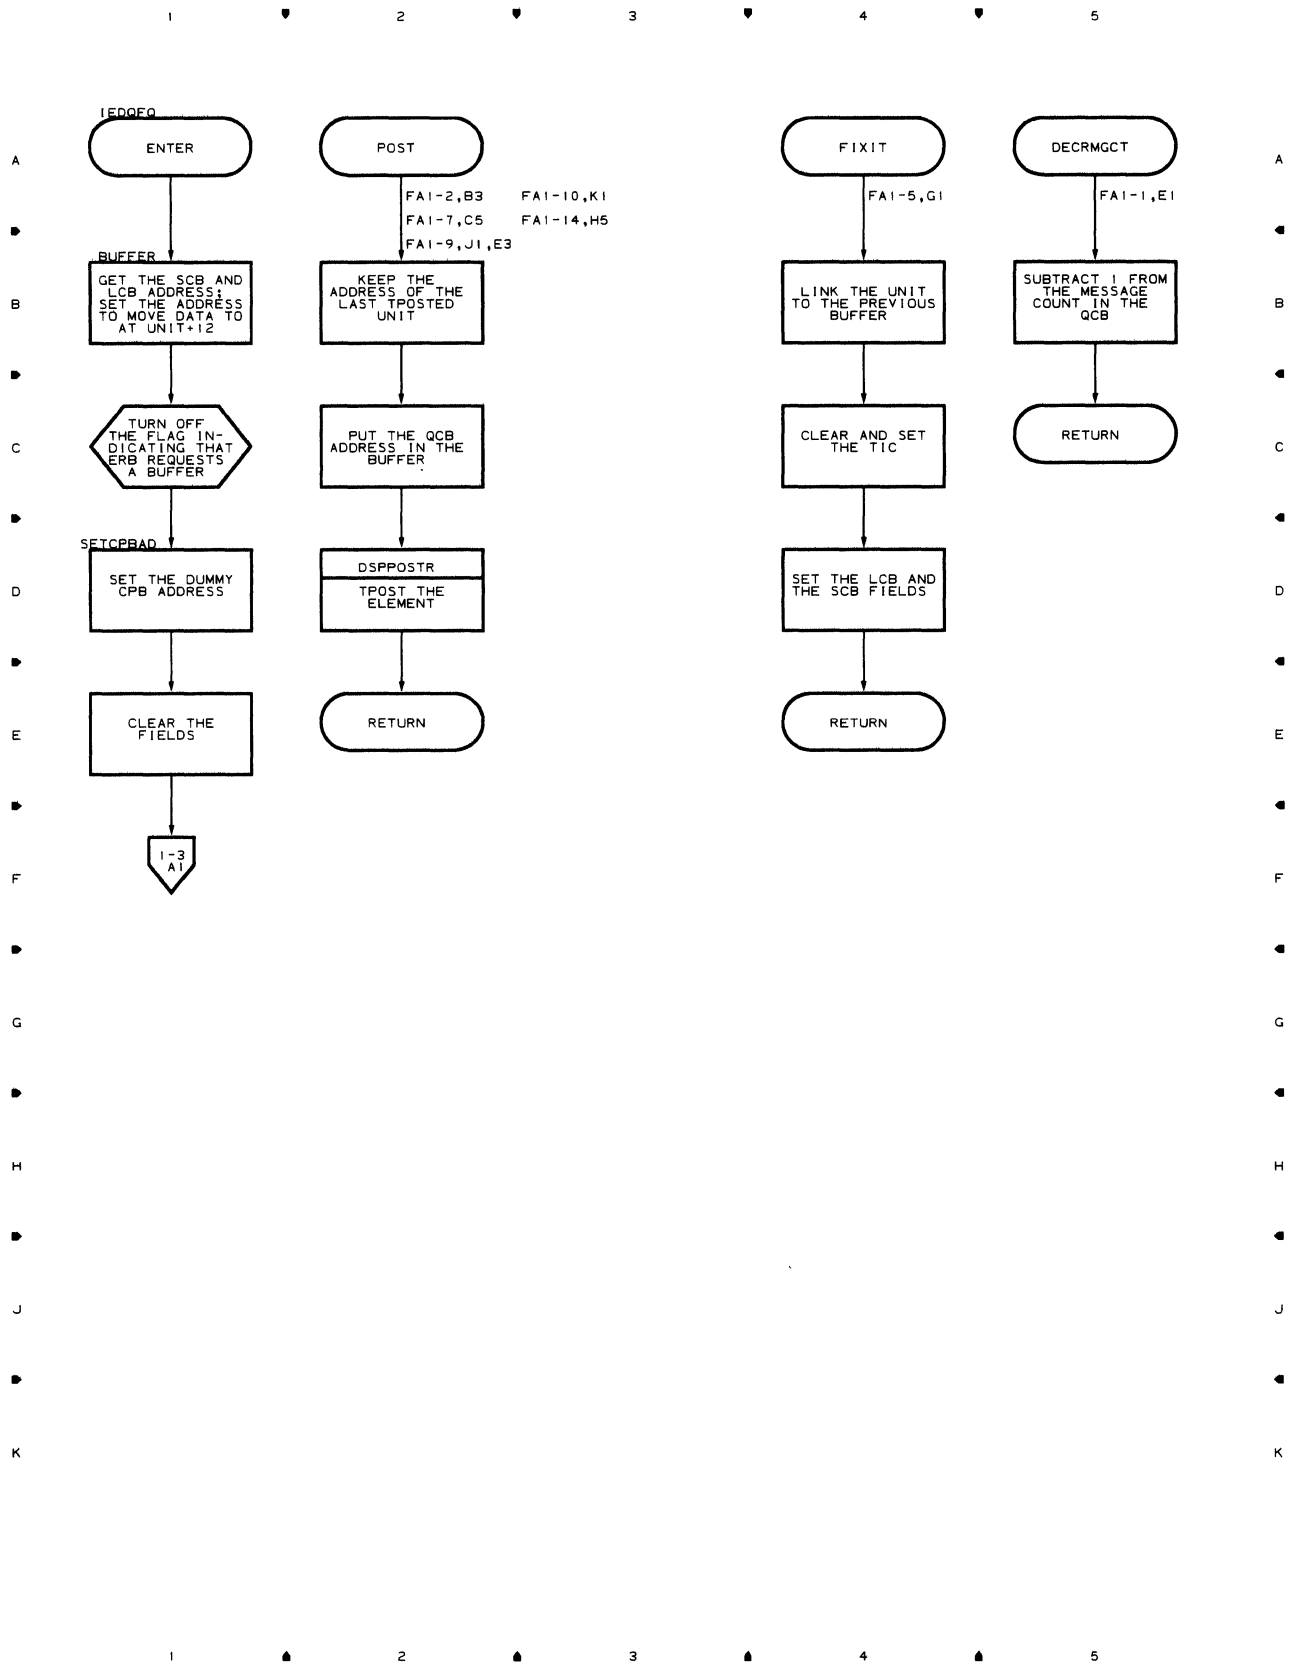 1 2 3 4 5
IEDQFQ
ENTER
BUFFER
GET THE SCB AND
LCB ADDRESS;
SET THE ADDRESS
TO MOVE DATA TO
AT UNIT+12
TURN OFF
THE FLAG IN-
DICATING THAT
ERB REQUESTS
A BUFFER
SETCPBAD
SET THE DUMMY
CPB ADDRESS
CLEAR THE
FIELDS
1-3
A1
POST
FA1-2,B3 FA1-10,K1
FA1-7,C5 FA1-14,H5
FA1-9,J1,E3
KEEP THE
ADDRESS OF THE
LAST TPOSTED
UNIT
PUT THE QCB
ADDRESS IN THE
BUFFER
DSPPOSTR
TPOST THE
ELEMENT
RETURN
FIXIT
FA1-5,G1
LINK THE UNIT
TO THE PREVIOUS
BUFFER
CLEAR AND SET
THE TIC
SET THE LCB AND
THE SCB FIELDS
RETURN
DECRMGCT
FA1-1,E1
SUBTRACT 1 FROM
THE MESSAGE
COUNT IN THE
QCB
RETURN
A A
B B
C C
D D
E E
F F
G G
H H
J J
K K
1 2 3 4 5